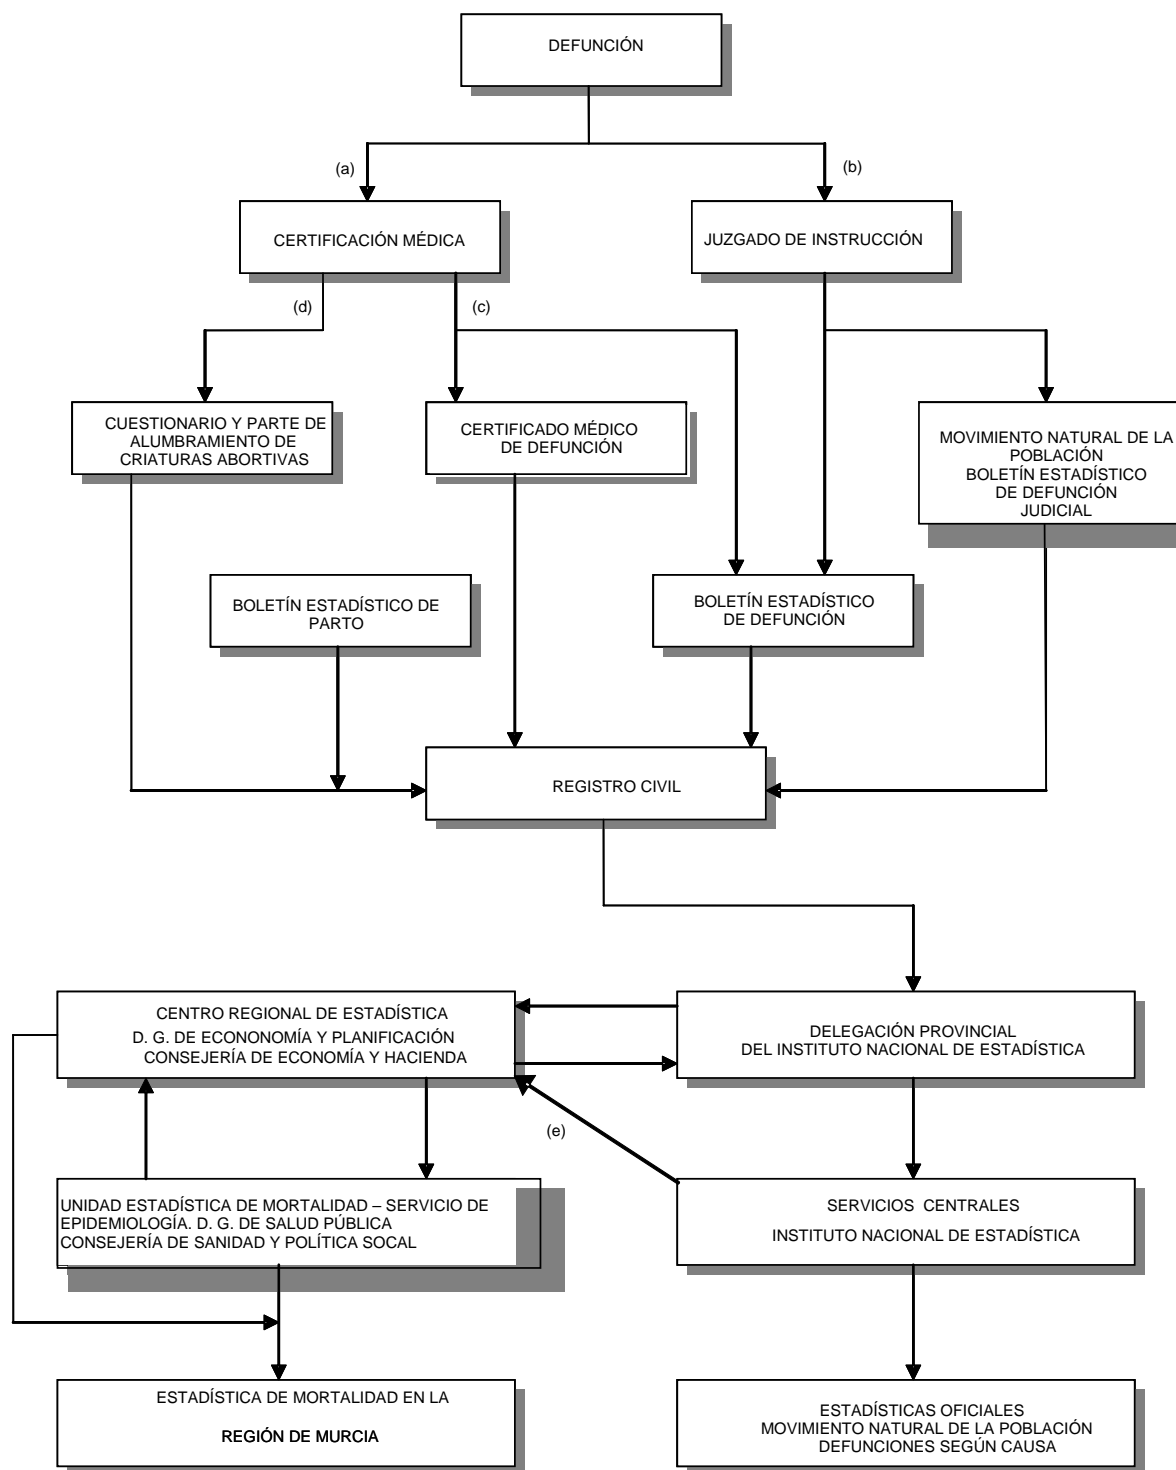 DEFUNCIÓN
(a)
(b)
CERTIFICACIÓN MÉDICA
JUZGADO DE INSTRUCCIÓN
(d)
(c)
CUESTIONARIO Y PARTE DE
ALUMBRAMIENTO DE
CRIATURAS ABORTIVAS
CERTIFICADO MÉDICO
DE DEFUNCIÓN
MOVIMIENTO NATURAL DE LA
POBLACIÓN
BOLETÍN ESTADÍSTICO
DE DEFUNCIÓN
JUDICIAL
BOLETÍN ESTADÍSTICO DE
PARTO
BOLETÍN ESTADÍSTICO
DE DEFUNCIÓN
REGISTRO CIVIL
CENTRO REGIONAL DE ESTADÍSTICA
D. G. DE ECONONOMÍA Y PLANIFICACIÓN
CONSEJERÍA DE ECONOMÍA Y HACIENDA
DELEGACIÓN PROVINCIAL
DEL INSTITUTO NACIONAL DE ESTADÍSTICA
(e)
UNIDAD ESTADÍSTICA DE MORTALIDAD – SERVICIO DE
EPIDEMIOLOGÍA. D. G. DE SALUD PÚBLICA
CONSEJERÍA DE SANIDAD Y POLÍTICA SOCAL
SERVICIOS CENTRALES
INSTITUTO NACIONAL DE ESTADÍSTICA
ESTADÍSTICA DE MORTALIDAD EN LA
REGIÓN DE MURCIA
ESTADÍSTICAS OFICIALES
MOVIMIENTO NATURAL DE LA POBLACIÓN
DEFUNCIONES SEGÚN CAUSA